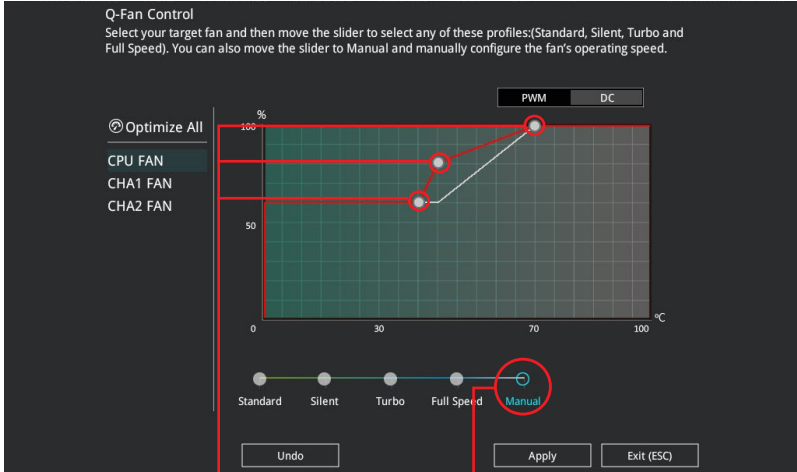 Q-Fan Control
Select your target fan and then move the slider to select any of these profiles:(Standard, Silent, Turbo and
Full Speed). You can also move the slider to Manual and manually configure the fan's operating speed.
PWM DC
%
Optimize All
100
CPU FAN
CHA1 FAN
CHA2 FAN
50
ºC
0 30 70 100
Standard Silent Turbo Full Speed Manual
Undo Apply Exit (ESC)